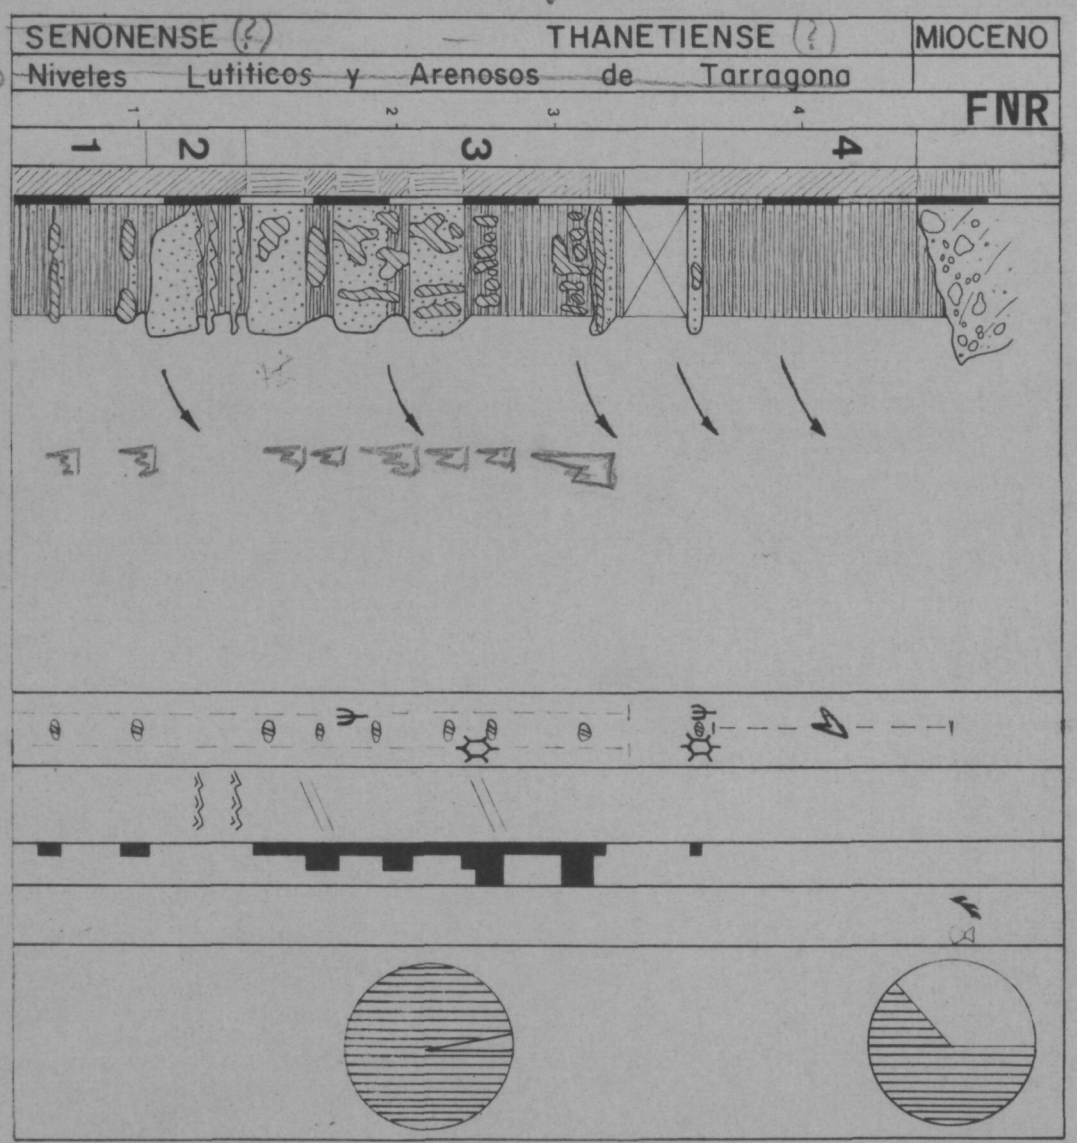 SENONENSE (?) — THANETIENSE (?) MIOCENO
Niveles Lutiticos y Arenosos de Tarragona
FNR
1 2 3 4
1 2 3 4